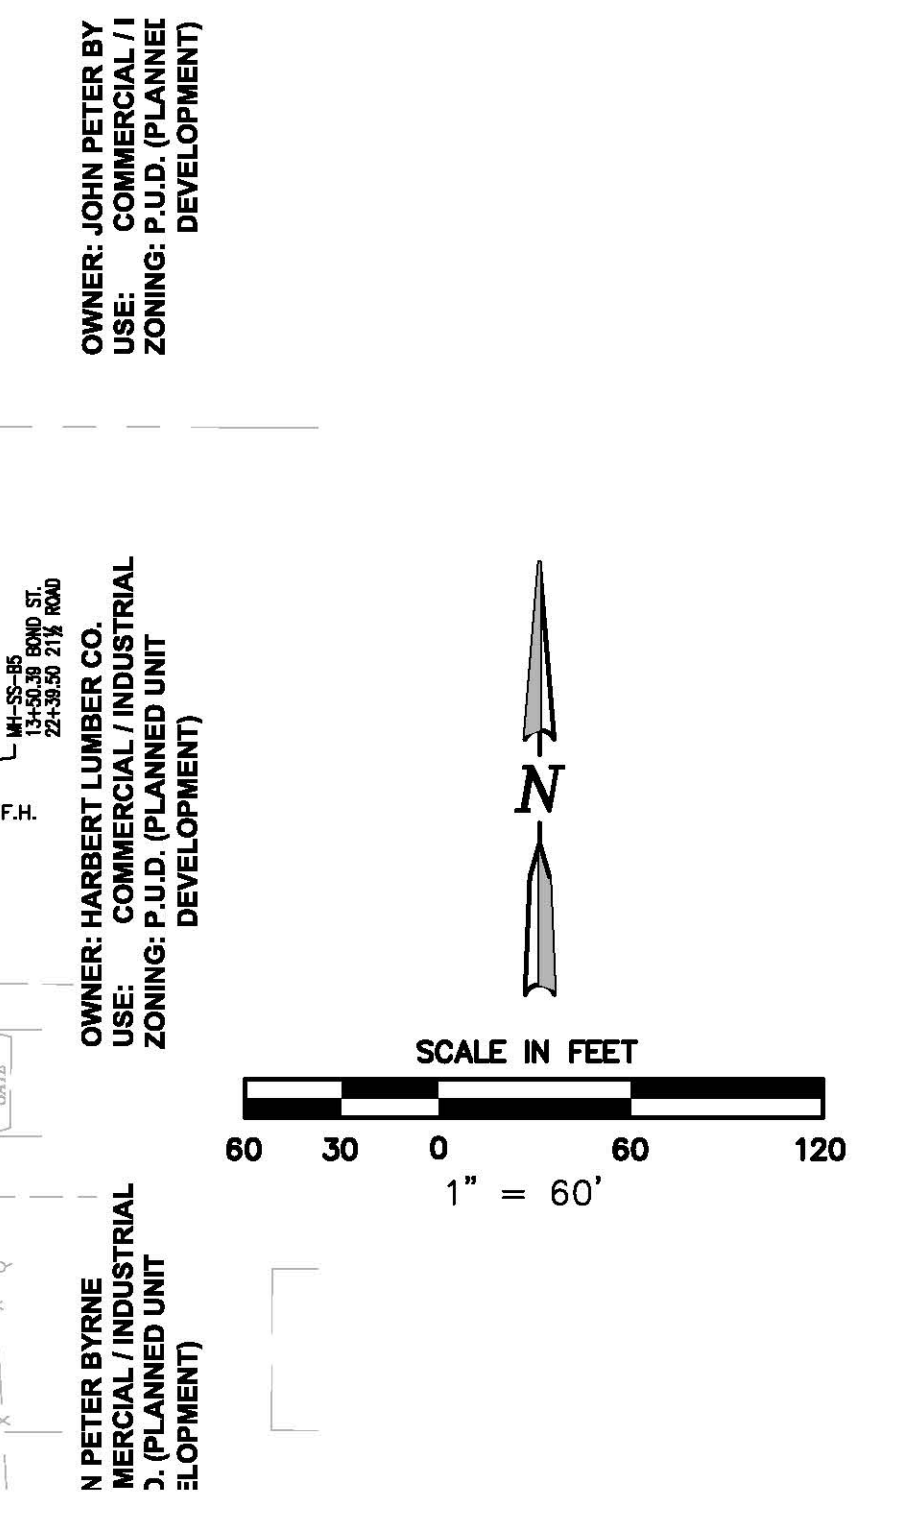 OWNER: JOHN PETER BY
USE: COMMERCIAL / I
ZONING: P.U.D. (PLANNED
DEVELOPMENT)
MH-SS-B5
13+50.39 BOND ST.
22+39.50 21½ ROAD
F.H.
OWNER: HARBERT LUMBER CO.
USE: COMMERCIAL / INDUSTRIAL
ZONING: P.U.D. (PLANNED UNIT
DEVELOPMENT)
N
SCALE IN FEET
60 30 0 60 120
1" = 60'
N PETER BYRNE
MERCIAL / INDUSTRIAL
D. (PLANNED UNIT
ELOPMENT)
X
X